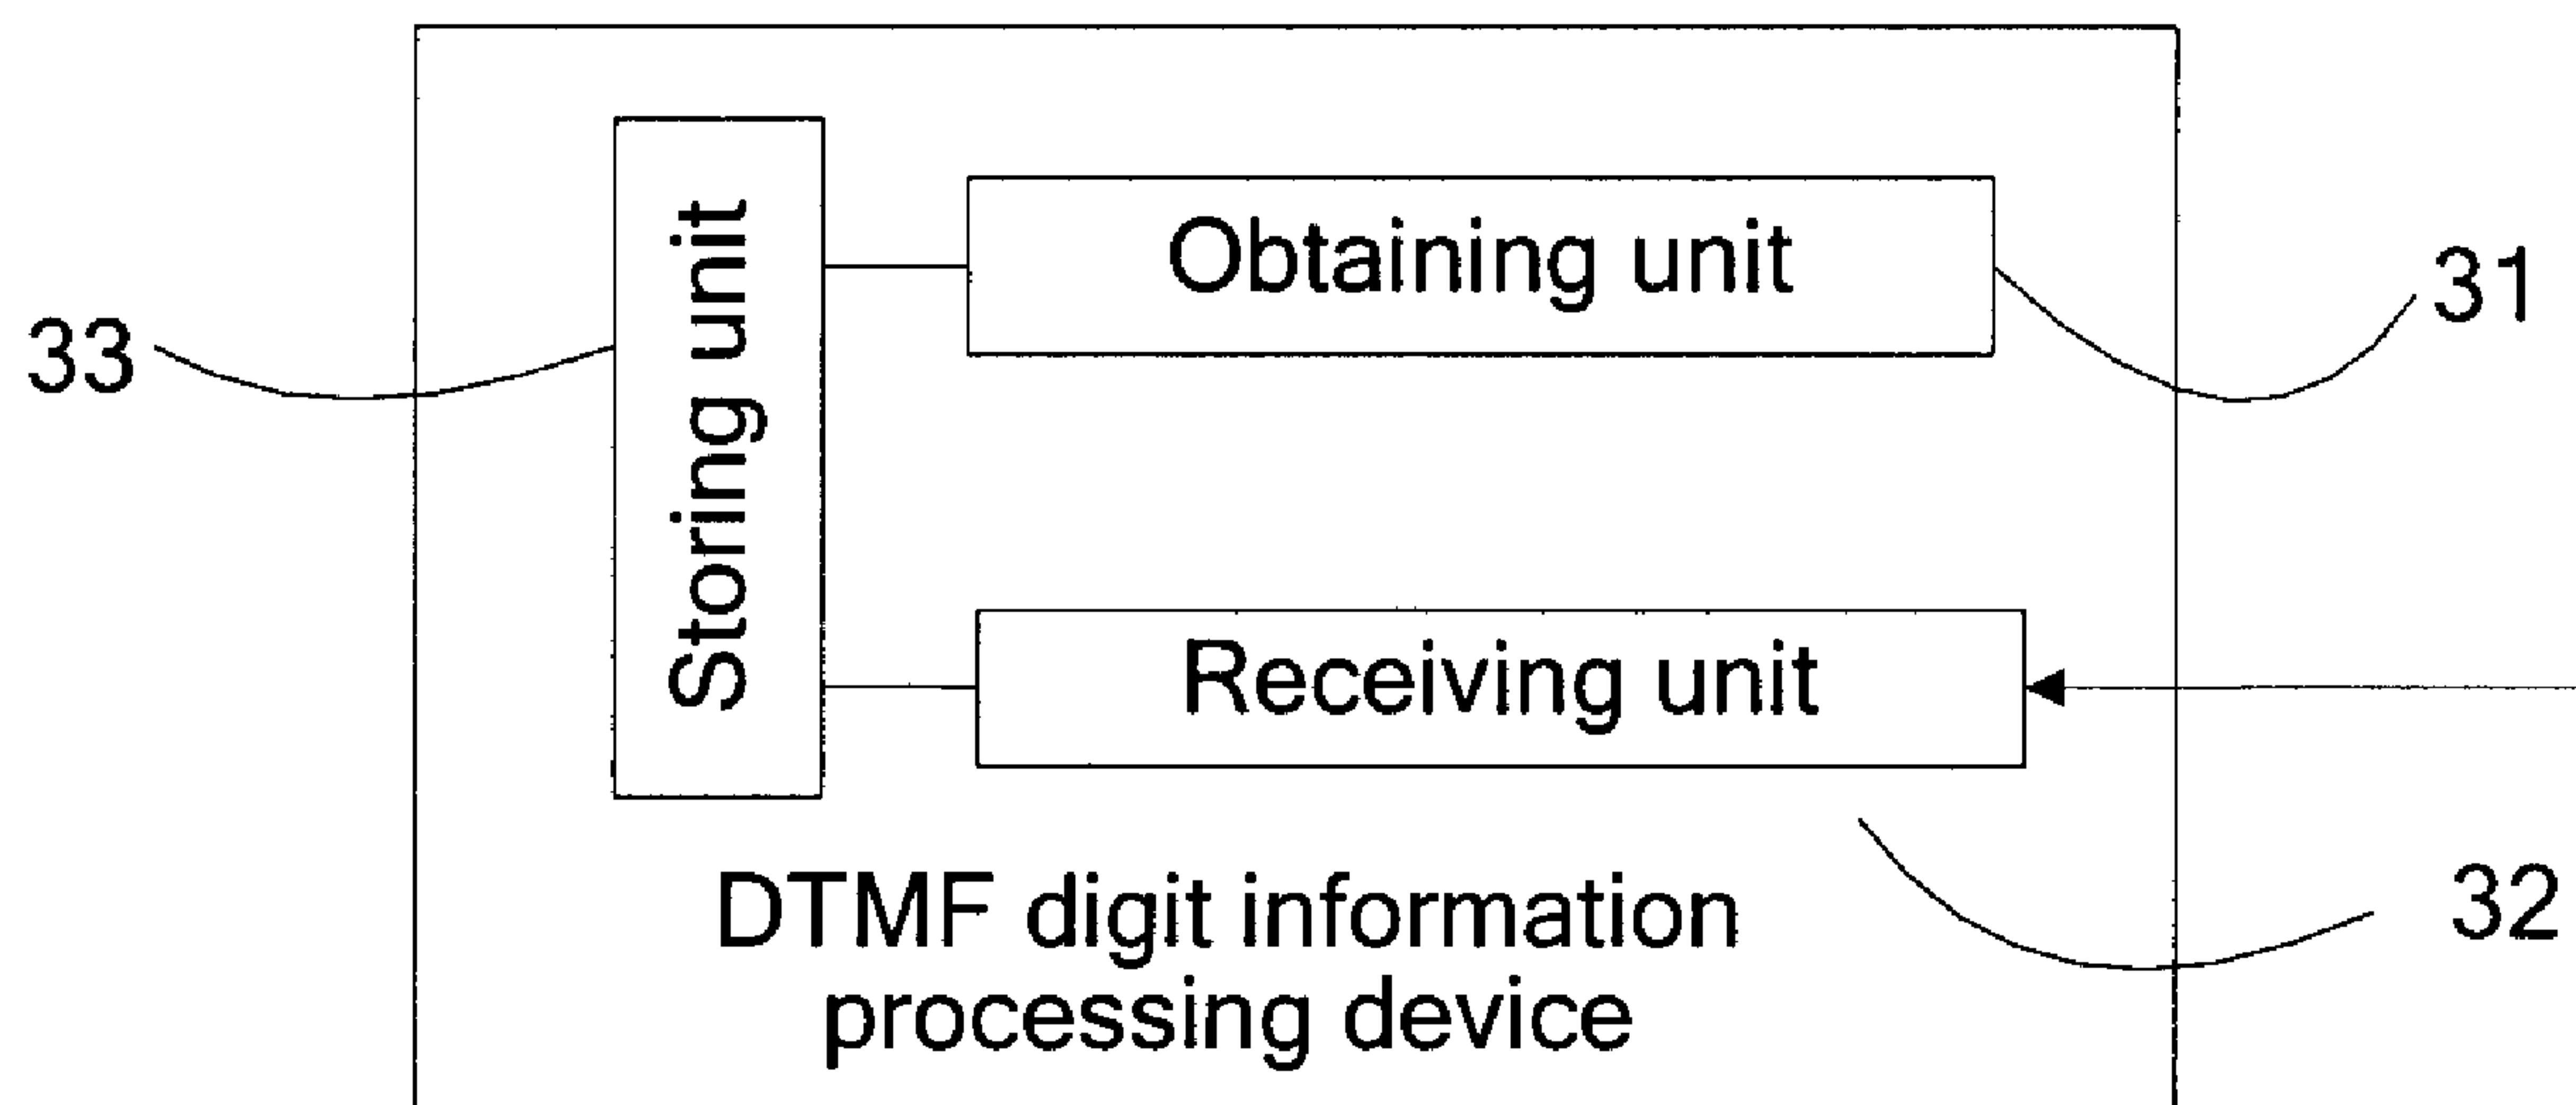 Storing unit
Obtaining unit
31
33
Receiving unit
32
DTMF digit information
processing device